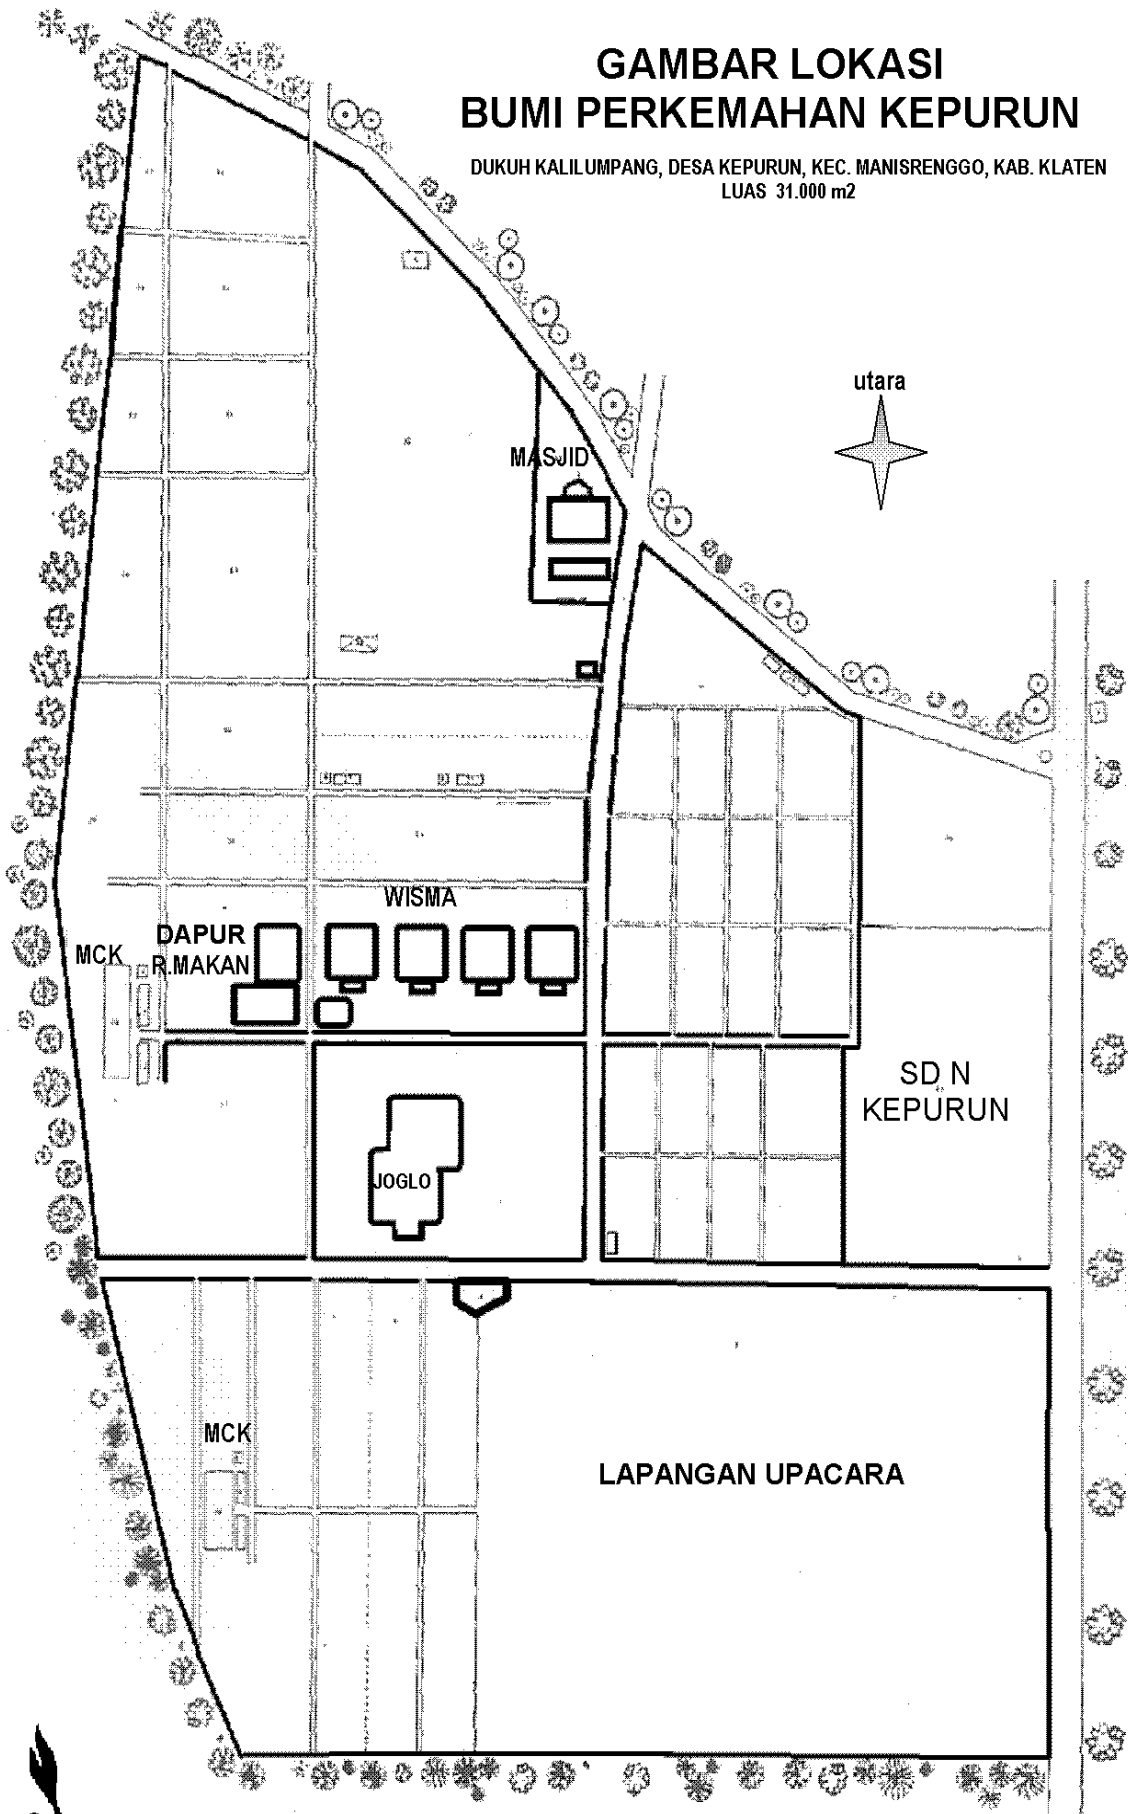 GAMBAR LOKASI
BUMI PERKEMAHAN KEPURUN
DUKUH KALILUMPANG, DESA KEPURUN, KEC. MANISRENGGO, KAB. KLATEN
LUAS 31.000 m2
utara
MASJID
WISMA
DAPUR
R.MAKAN
MCK
SD N
KEPURUN
JOGLO
MCK
LAPANGAN UPACARA